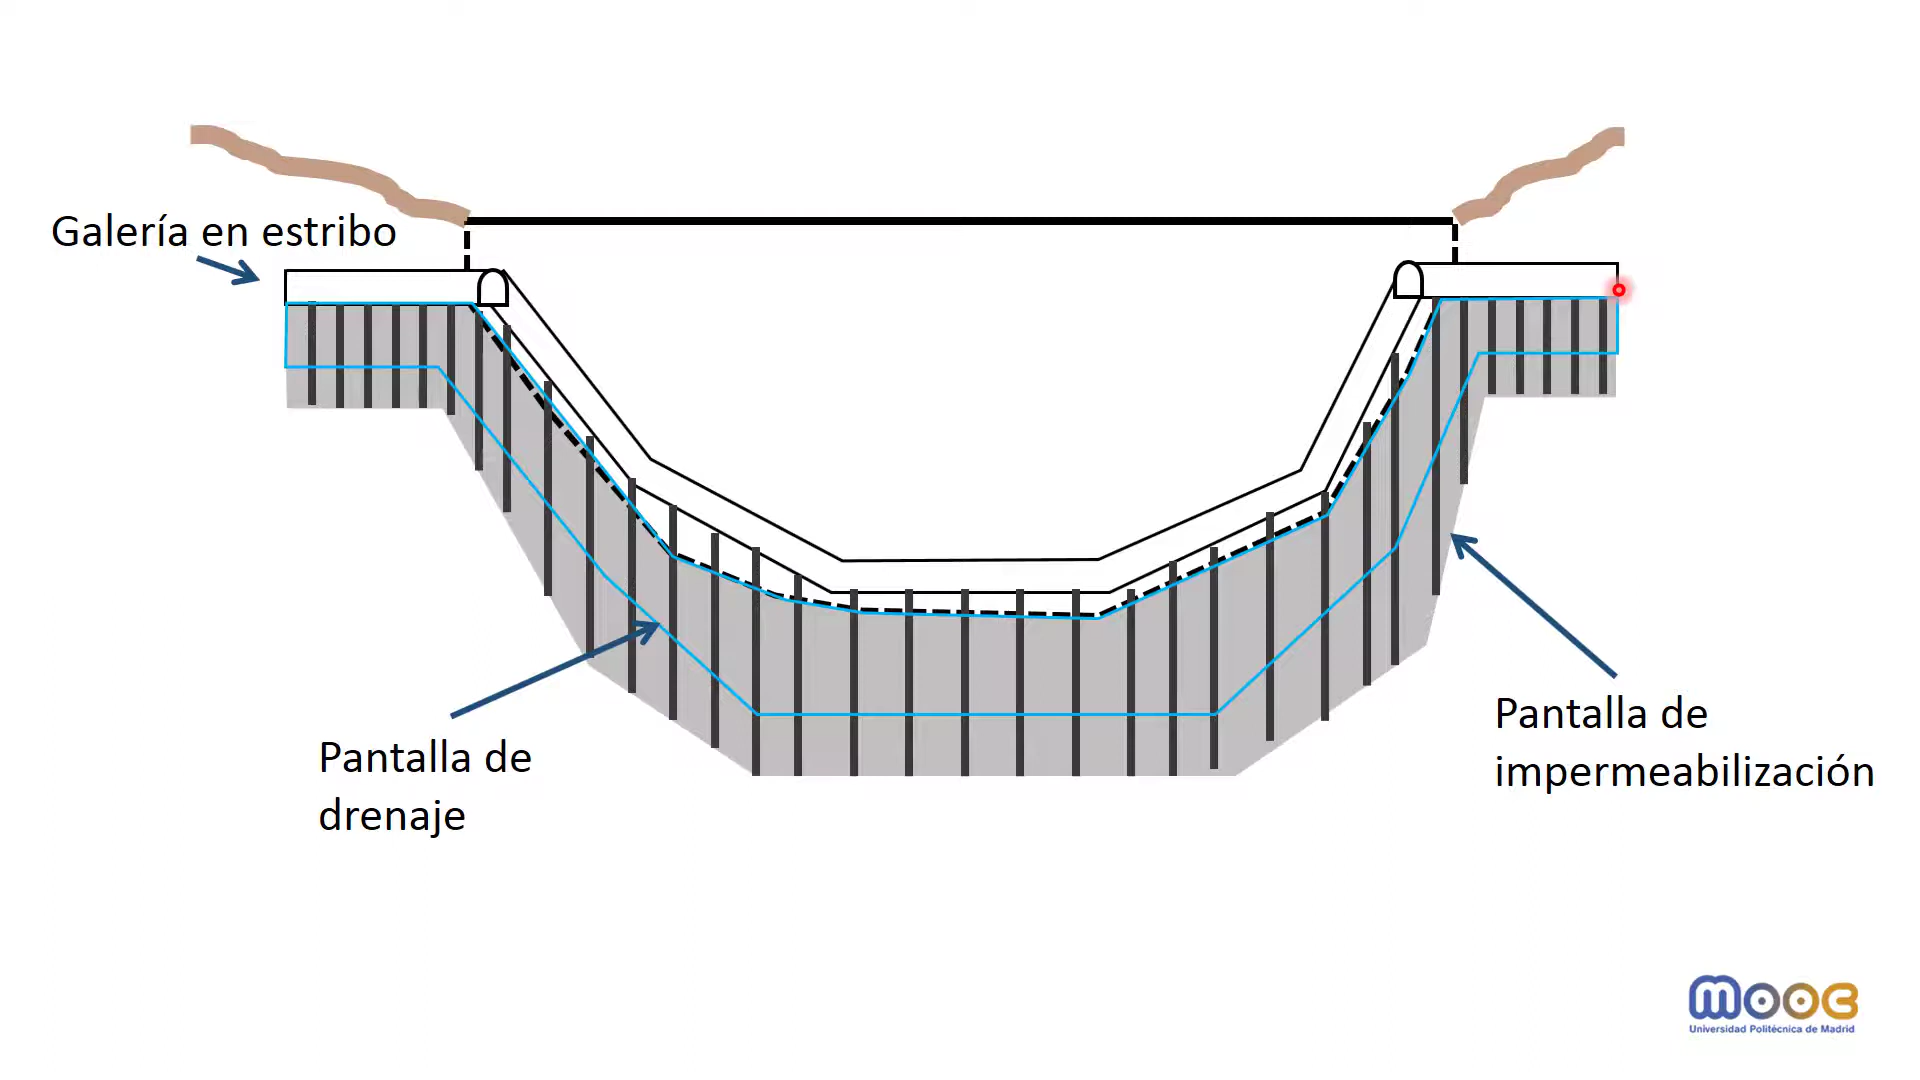 Galería en estribo
Pantalla de
drenaje
Pantalla de
impermeabilización
mooc
Universidad Politécnica de Madrid